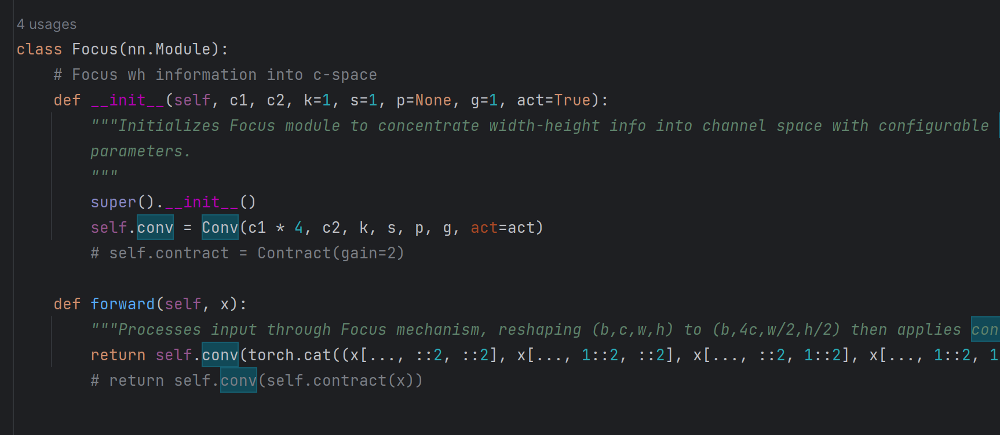 4 usages
class Focus(nn.Module):
# Focus wh information into c-space
def __init__(self, c1, c2, k=1, s=1, p=None, g=1, act=True):
"""Initializes Focus module to concentrate width-height info into channel space with configurable
parameters.
"""
super().__init__()
self.conv = Conv(c1 * 4, c2, k, s, p, g, act=act)
# self.contract = Contract(gain=2)
def forward(self, x):
"""Processes input through Focus mechanism, reshaping (b,c,w,h) to (b,4c,w/2,h/2) then applies con
return self.conv(torch.cat((x[..., ::2, ::2], x[..., 1::2, ::2], x[..., ::2, 1::2], x[..., 1::2, 1
# return self.conv(self.contract(x))